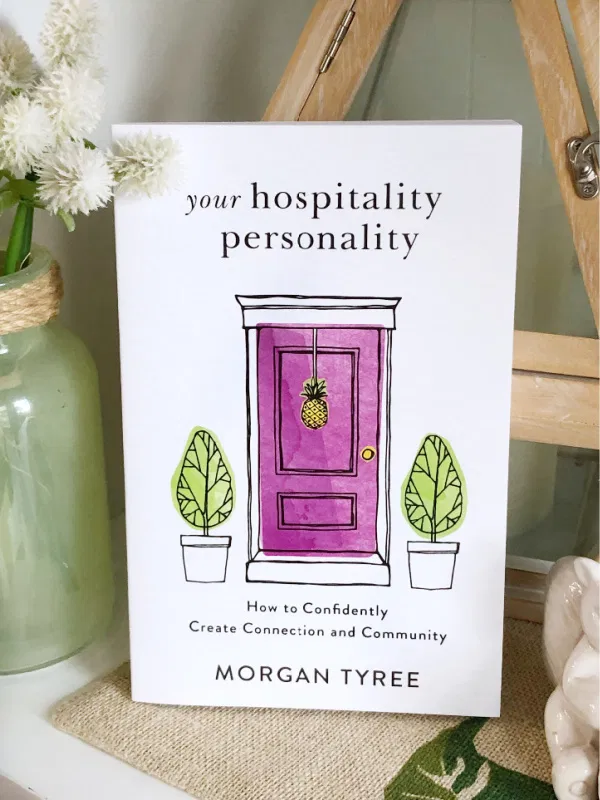 your hospitality
personality
How to Confidently
Create Connection and Community
MORGAN TYREE